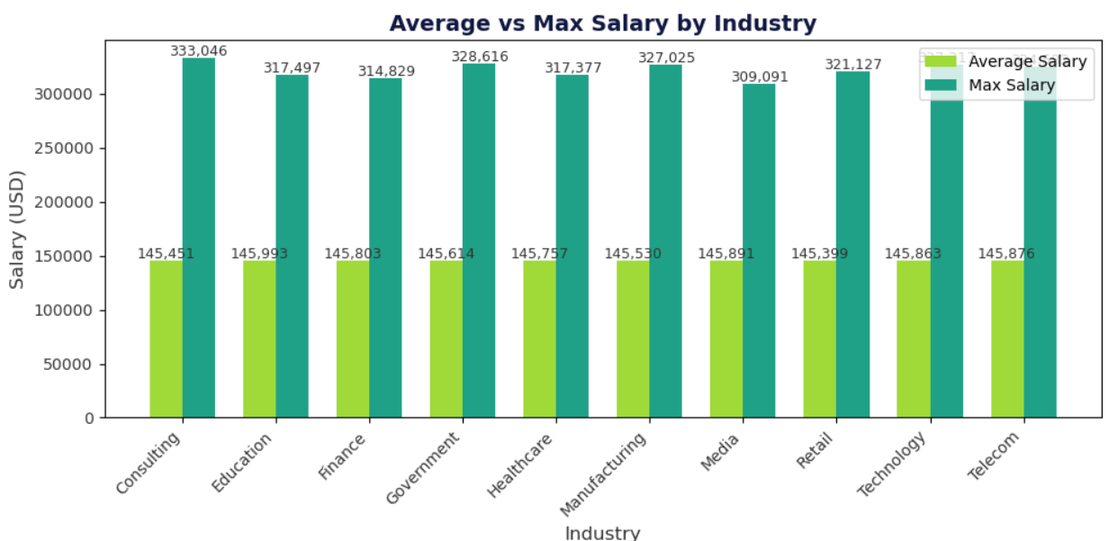 Average vs Max Salary by Industry
333,046
317,497
314,829
328,616
317,377
327,025
309,091
321,127
Average Salary
Max Salary
300000
250000
200000
150000
100000
50000
0
Salary (USD)
145,451
145,993
145,803
145,614
145,757
145,530
145,891
145,399
145,863
145,876
Consulting
Education
Finance
Government
Healthcare
Manufacturing
Media
Retail
Technology
Telecom
Industry